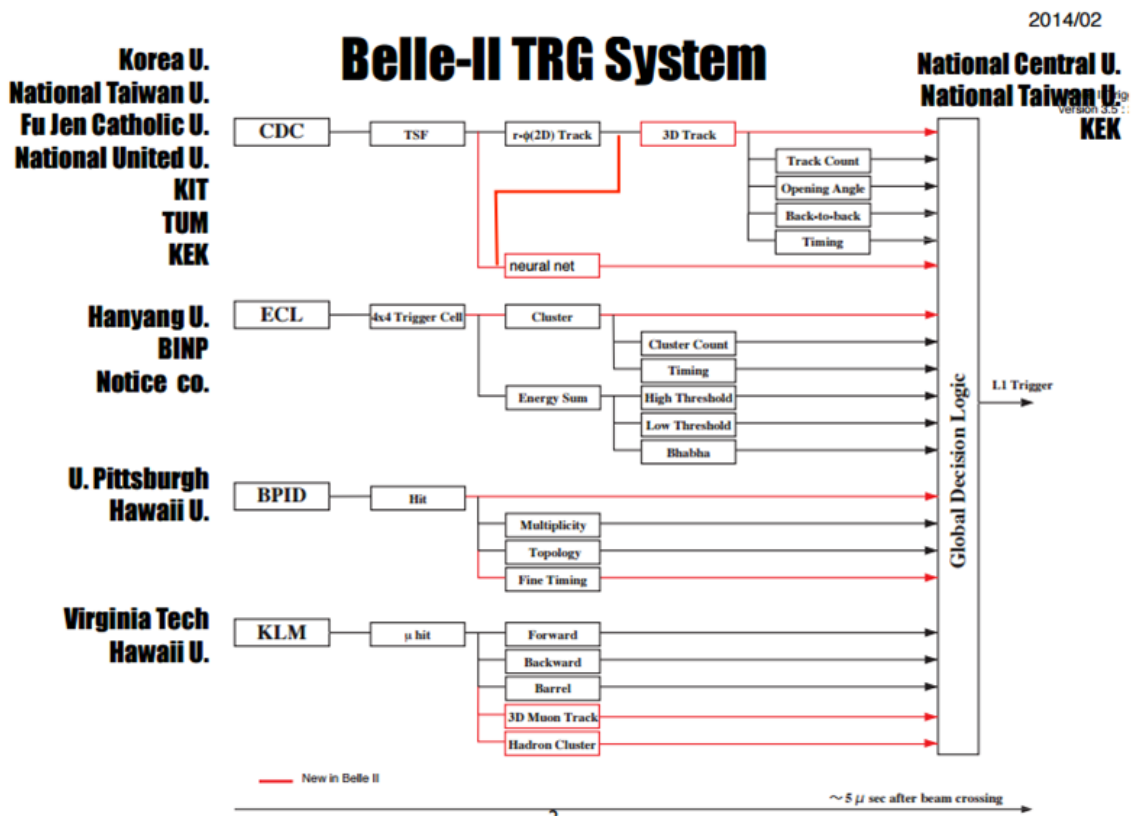 2014/02
Belle-II TRG System
Korea U.
National Taiwan U.
Fu Jen Catholic U.
National United U.
KIT
TUM
KEK
National Central U.
National Taiwan U.
Version 3.5 :
KEK
CDC
TSF
r-ϕ(2D) Track
3D Track
Track Count
Opening Angle
Back-to-back
Timing
neural net
Hanyang U.
BINP
Notice co.
ECL
4x4 Trigger Cell
Cluster
Cluster Count
Timing
Energy Sum
High Threshold
Low Threshold
Bhabha
Global Decision Logic
L1 Trigger
U. Pittsburgh
Hawaii U.
BPID
Hit
Multiplicity
Topology
Fine Timing
Virginia Tech
Hawaii U.
KLM
μ hit
Forward
Backward
Barrel
3D Muon Track
Hadron Cluster
New in Belle II
~5 μ sec after beam crossing